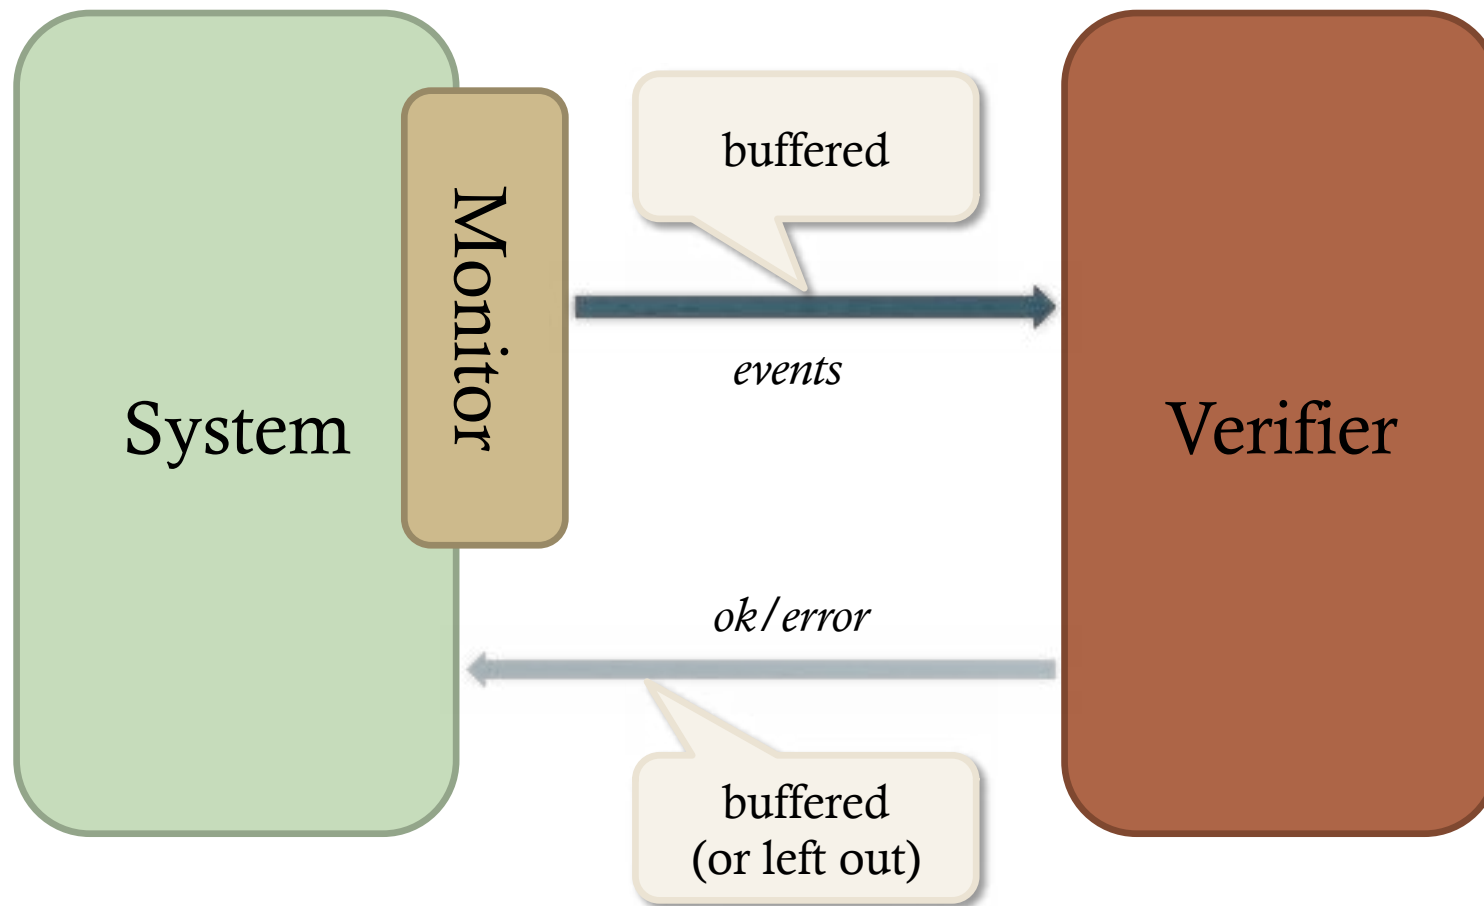 buffered
Monitor
events
System
Verifier
ok/error
buffered
(or left out)